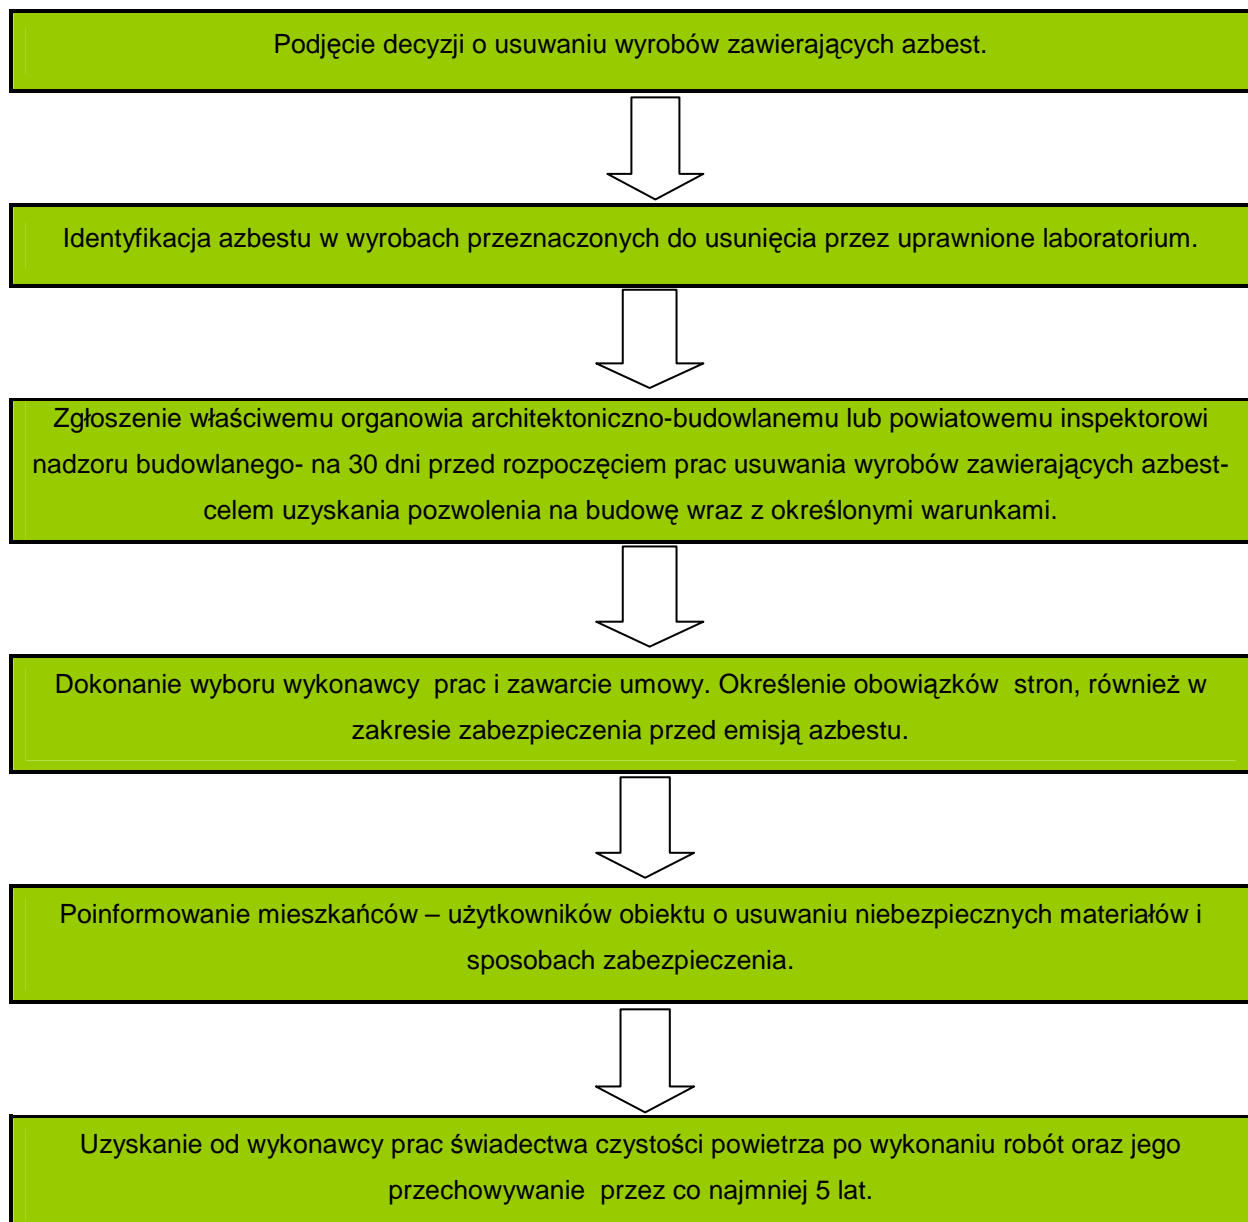 Podjęcie decyzji o usuwaniu wyrobów zawierających azbest.
Identyfikacja azbestu w wyrobach przeznaczonych do usunięcia przez uprawnione laboratorium.
Zgłoszenie właściwemu organowia architektoniczno-budowlanemu lub powiatowemu inspektorowi
nadzoru budowlanego- na 30 dni przed rozpoczęciem prac usuwania wyrobów zawierających azbest-
celem uzyskania pozwolenia na budowę wraz z określonymi warunkami.
Dokonanie wyboru wykonawcy prac i zawarcie umowy. Określenie obowiązków stron, również w
zakresie zabezpieczenia przed emisją azbestu.
Poinformowanie mieszkańców – użytkowników obiektu o usuwaniu niebezpiecznych materiałów i
sposobach zabezpieczenia.
Uzyskanie od wykonawcy prac świadectwa czystości powietrza po wykonaniu robót oraz jego
przechowywanie przez co najmniej 5 lat.